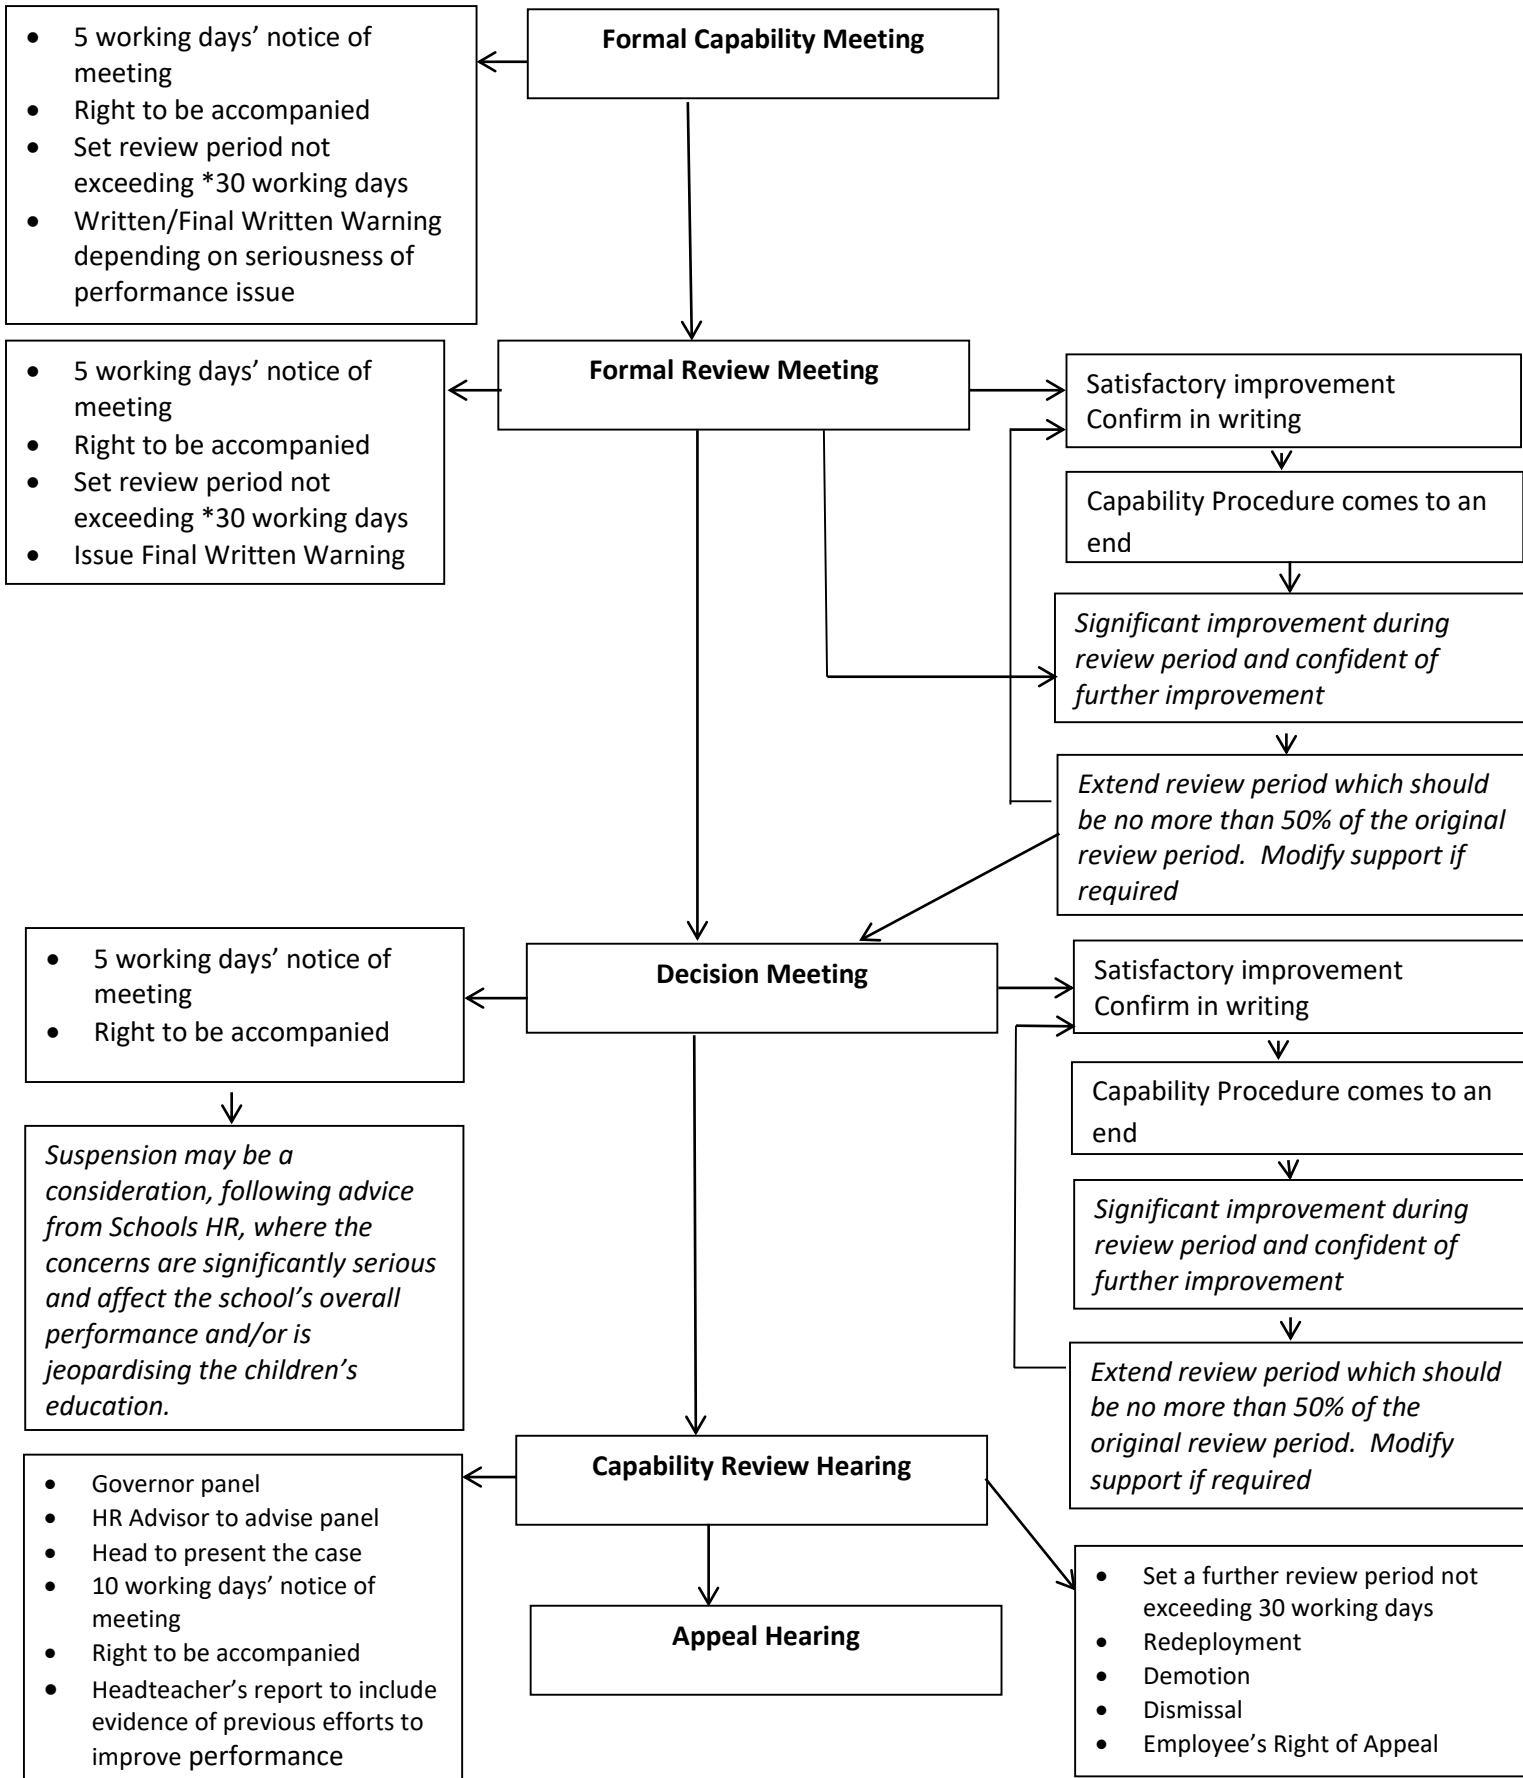 Formal Capability Meeting
• 5 working days’ notice of
meeting
• Right to be accompanied
• Set review period not
exceeding *30 working days
• Written/Final Written Warning
depending on seriousness of
performance issue
Formal Review Meeting
• 5 working days’ notice of
meeting
• Right to be accompanied
• Set review period not
exceeding *30 working days
• Issue Final Written Warning
Satisfactory improvement
Confirm in writing
Capability Procedure comes to an
end
Significant improvement during
review period and confident of
further improvement
Extend review period which should
be no more than 50% of the original
review period.  Modify support if
required
Decision Meeting
• 5 working days’ notice of
meeting
• Right to be accompanied
Suspension may be a
consideration, following advice
from Schools HR, where the
concerns are significantly serious
and affect the school’s overall
performance and/or is
jeopardising the children’s
education.
Satisfactory improvement
Confirm in writing
Capability Procedure comes to an
end
Significant improvement during
review period and confident of
further improvement
Extend review period which should
be no more than 50% of the
original review period.  Modify
support if required
Capability Review Hearing
• Governor panel
• HR Advisor to advise panel
• Head to present the case
• 10 working days’ notice of
meeting
• Right to be accompanied
• Headteacher’s report to include
evidence of previous efforts to
improve performance
• Set a further review period not
exceeding 30 working days
• Redeployment
• Demotion
• Dismissal
• Employee’s Right of Appeal
Appeal Hearing